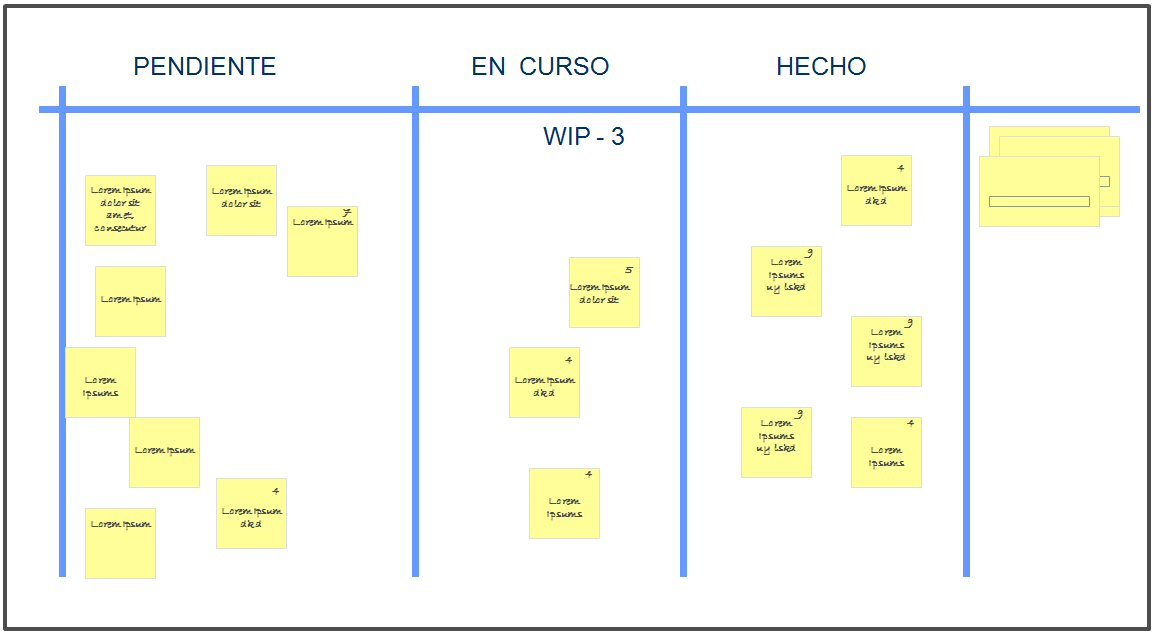 PENDIENTE
EN CURSO
HECHO
WIP - 3
Lorem Ipsum
dolor sit
amet,
consectur
Lorem Ipsum
dolor sit
7
Lorem Ipsum
Lorem Ipsum
Lorem
Ipsums
Lorem Ipsum
4
Lorem Ipsum
dkd
Lorem Ipsum
5
Lorem Ipsum
dolor sit
4
Lorem Ipsum
dkd
4
Lorem
Ipsums
4
Lorem Ipsum
dkd
9
Lorem
Ipsums
uy lskd
9
Lorem
Ipsums
uy lskd
9
Lorem
Ipsums
uy lskd
4
Lorem
Ipsums